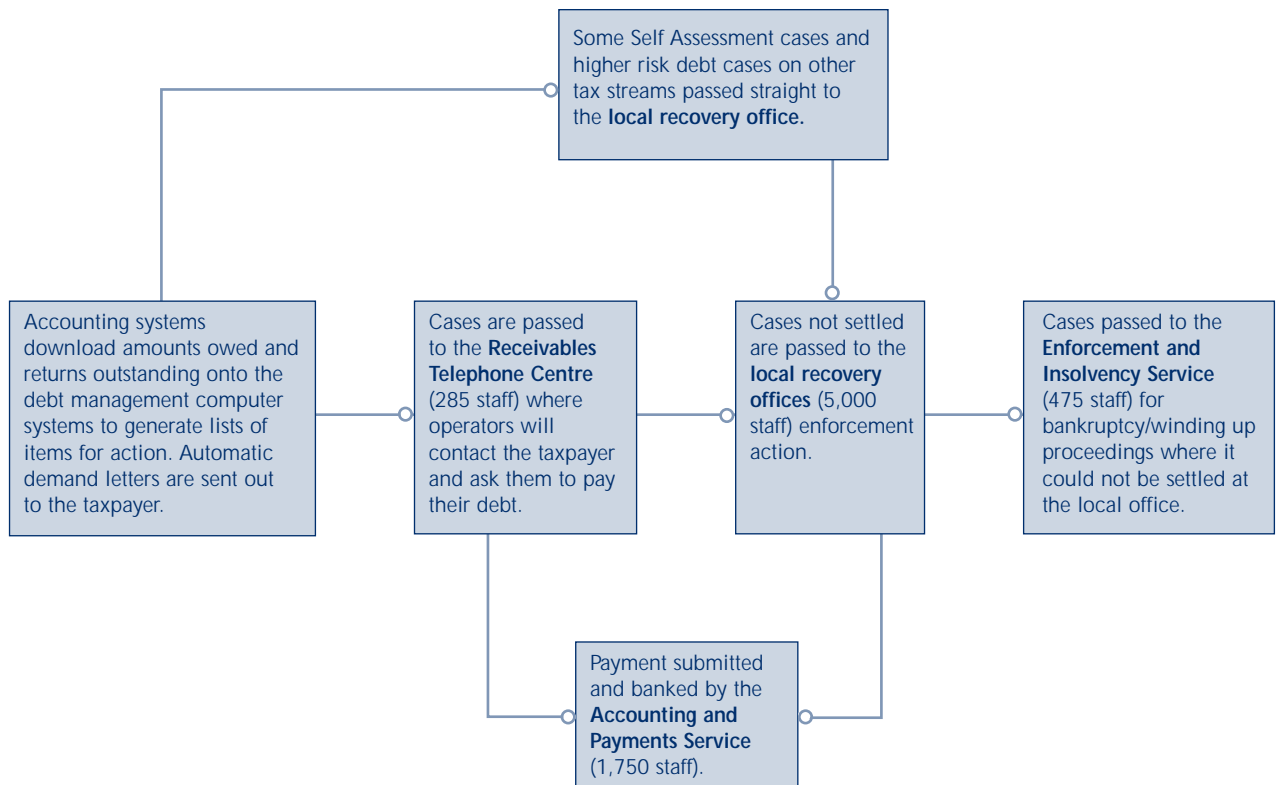 Some Self Assessment cases and
higher risk debt cases on other
tax streams passed straight to
the local recovery office.
Accounting systems
download amounts owed and
returns outstanding onto the
debt management computer
systems to generate lists of
items for action. Automatic
demand letters are sent out
to the taxpayer.
Cases are passed
to the Receivables
Telephone Centre
(285 staff) where
operators will
contact the taxpayer
and ask them to pay
their debt.
Cases not settled
are passed to the
local recovery
offices (5,000
staff) enforcement
action.
Cases passed to the
Enforcement and
Insolvency Service
(475 staff) for
bankruptcy/winding up
proceedings where it
could not be settled at
the local office.
Payment submitted
and banked by the
Accounting and
Payments Service
(1,750 staff).